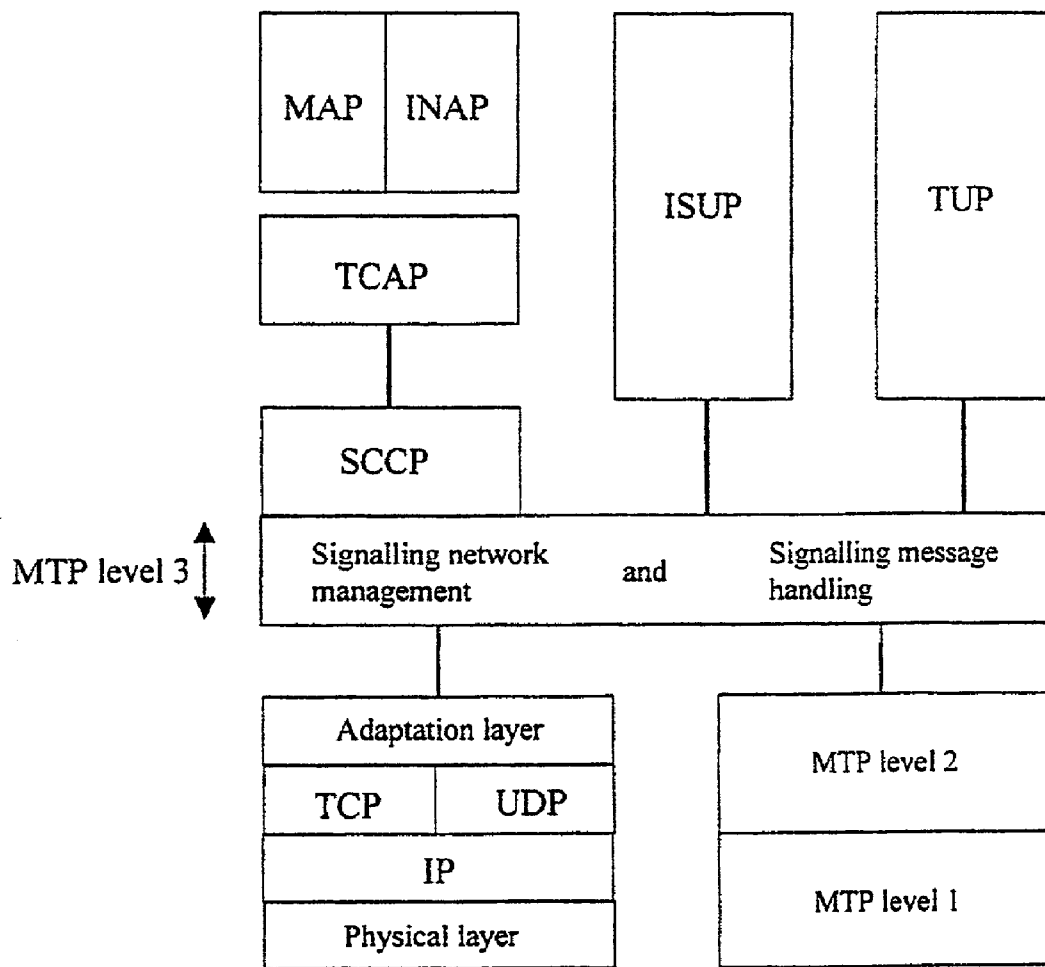 MAP
INAP
ISUP
TUP
TCAP
SCCP
MTP level 3
Signalling network
management
and
Signalling message
handling
Adaptation layer
MTP level 2
TCP
UDP
IP
MTP level 1
Physical layer